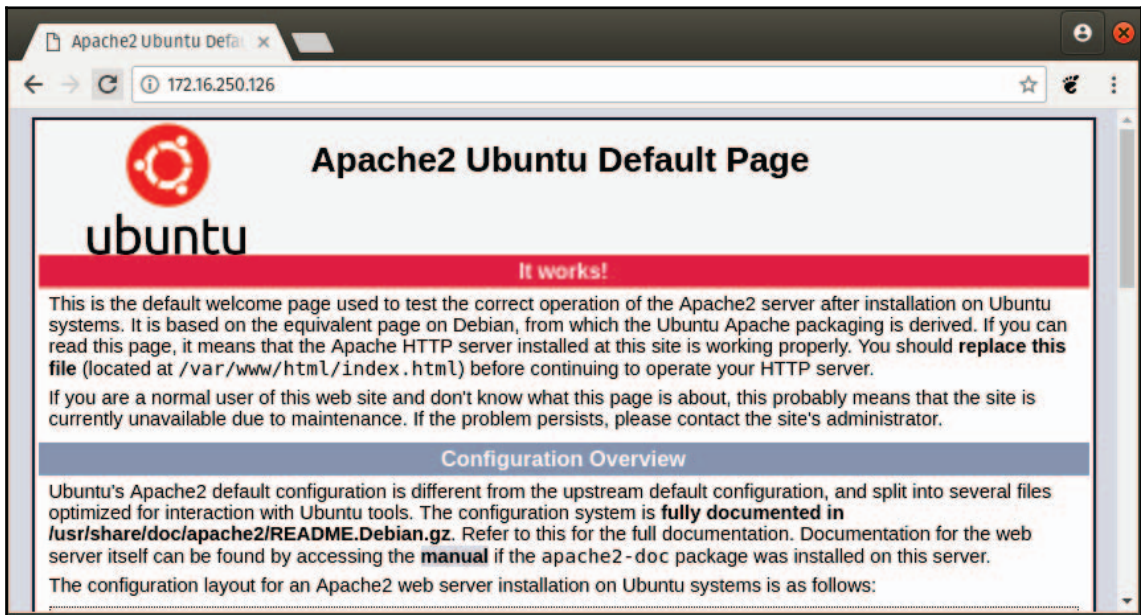 Apache2 Ubuntu Defa
172.16.250.126
ubuntu
Apache2 Ubuntu Default Page
It works!
This is the default welcome page used to test the correct operation of the Apache2 server after installation on Ubuntu
systems. It is based on the equivalent page on Debian, from which the Ubuntu Apache packaging is derived. If you can
read this page, it means that the Apache HTTP server installed at this site is working properly. You should replace this
file (located at /var/www/html/index.html) before continuing to operate your HTTP server.
If you are a normal user of this web site and don't know what this page is about, this probably means that the site is
currently unavailable due to maintenance. If the problem persists, please contact the site's administrator.
Configuration Overview
Ubuntu's Apache2 default configuration is different from the upstream default configuration, and split into several files
optimized for interaction with Ubuntu tools. The configuration system is fully documented in
/usr/share/doc/apache2/README.Debian.gz. Refer to this for the full documentation. Documentation for the web
server itself can be found by accessing the manual if the apache2-doc package was installed on this server.
The configuration layout for an Apache2 web server installation on Ubuntu systems is as follows: